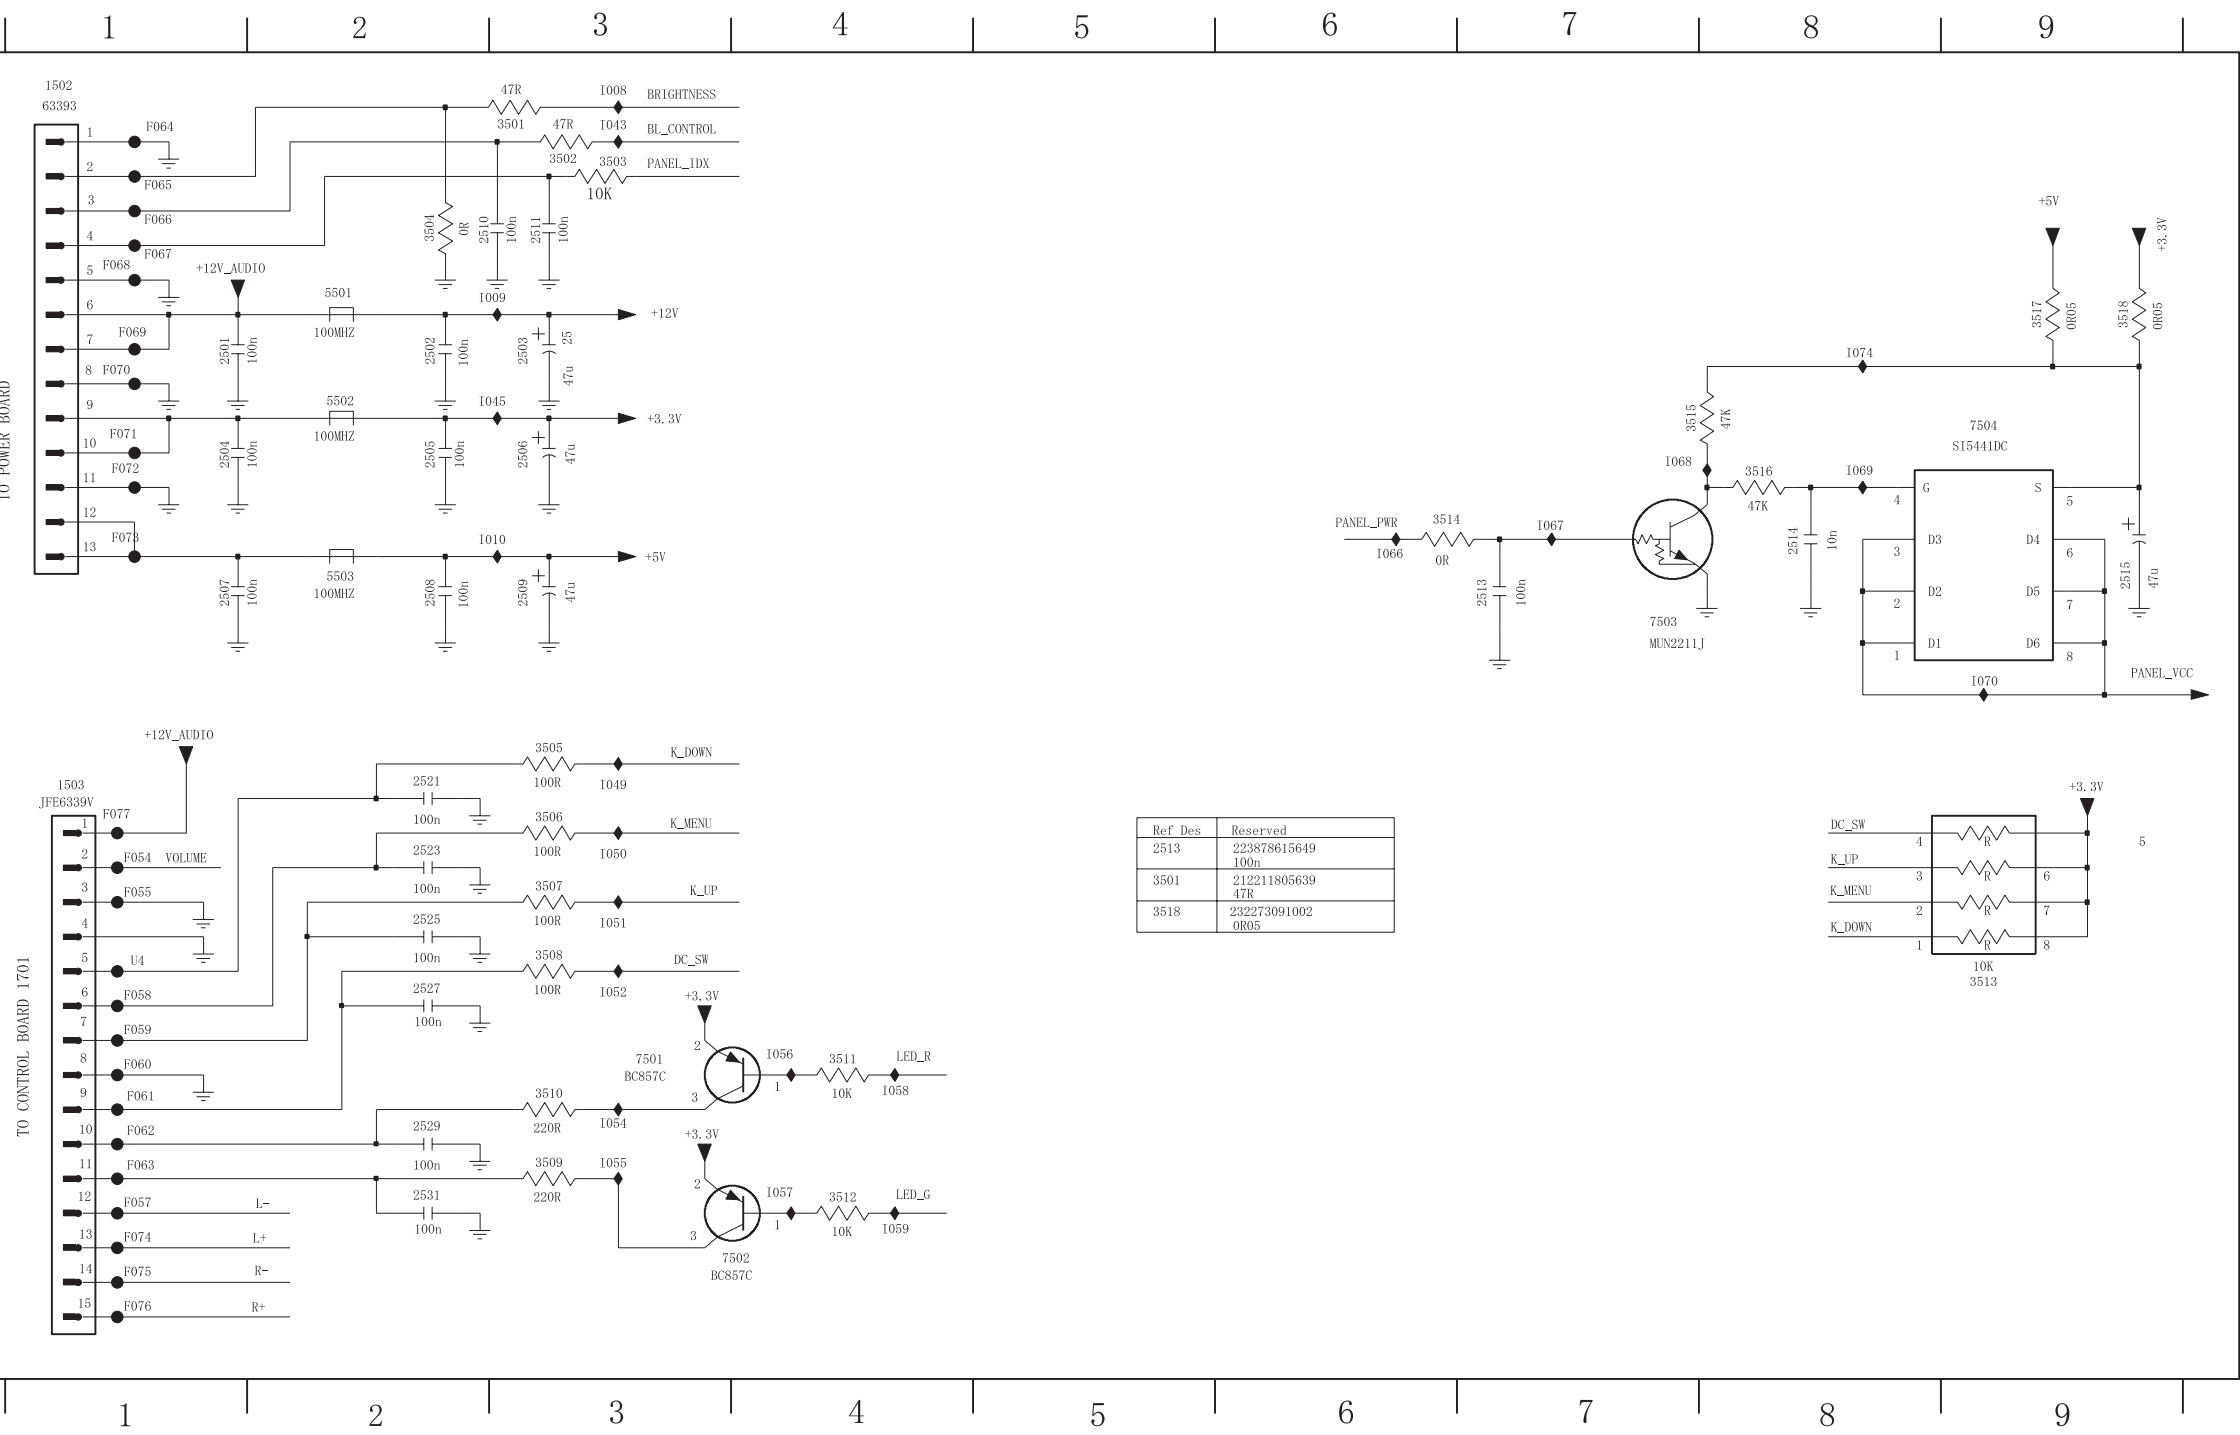 1 2 3 4 5 6 7 8 9
1502
63393
TO POWER BOARD
1 F064
2 F065
3 F066
4 F067
5 F068
6
7 F069
8 F070
9
10 F071
11 F072
12
13 F073
47R
3501
I008 BRIGHTNESS
47R
3502
I043 BL_CONTROL
3503
10K
PANEL_IDX
3504 0R
2510 100n
2511 100n
+12V_AUDIO
5501
100MHZ
I009
+12V
2501 100n
2502 100n
2503 + 25
47u
5502
100MHZ
I045
+3.3V
2504 100n
2505 100n
2506 + 47u
I010
+5V
5503
100MHZ
2507 100n
2508 100n
2509 + 47u
+5V
+3.3V
3517 0R05
3518 0R05
I074
3515 47K
I068
3516
47K
I069
7504
SI5441DC
4 G S 5
3 D3 D4 6
2 D2 D5 7
1 D1 D6 8
PANEL_PWR
I066
3514
0R
I067
2513 100n
7503
MUN2211J
2514 10n
2515 + 47u
I070
PANEL_VCC
+12V_AUDIO
1503
JFE6339V
TO CONTROL BOARD 1701
1 F077
2 F054 VOLUME
3 F055
4
5 U4
6 F058
7 F059
8 F060
9 F061
10 F062
11 F063
12 F057 L-
13 F074 L+
14 F075 R-
15 F076 R+
3505
100R
I049
K_DOWN
2521
100n
3506
100R
I050
K_MENU
2523
100n
3507
100R
I051
K_UP
2525
100n
3508
100R
I052
DC_SW
2527
100n
+3.3V
7501
BC857C
2
1
3
I056
3511
10K
LED_R
I058
3510
220R
I054
2529
100n
+3.3V
3509
220R
I055
2531
100n
2
1
3
7502
BC857C
I057
3512
10K
LED_G
I059
Ref Des Reserved
2513 223878615649
100n
3501 212211805639
47R
3518 232273091002
0R05
+3.3V
DC_SW 4 R 5
K_UP 3 R 6
K_MENU 2 R 7
K_DOWN 1 R 8
10K
3513
1 2 3 4 5 6 7 8 9